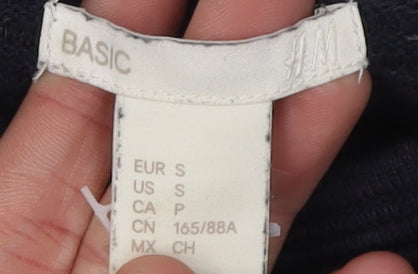 BASIC H&M
EUR S
US S
CA P
CN 165/88A
MX CH